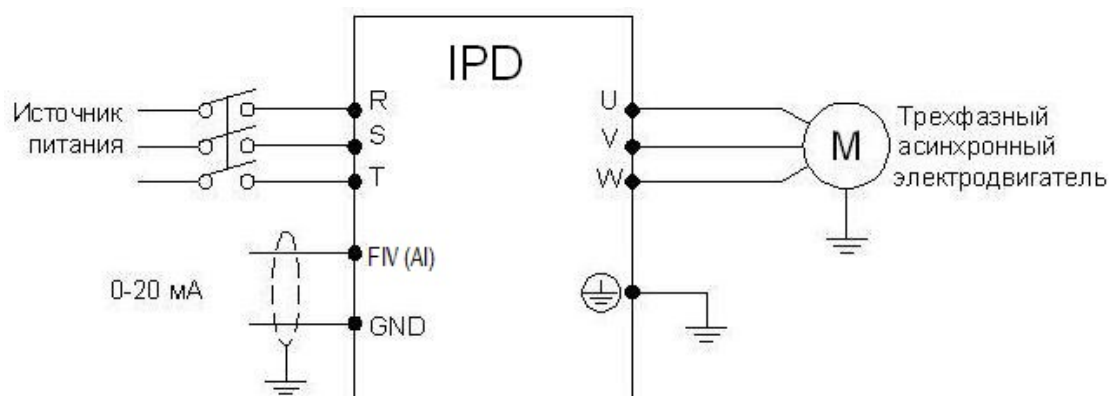 IPD
Источник
питания
R
S
T
U
V
W
M
Трехфазный
асинхронный
электродвигатель
0-20 мА
FIV (AI)
GND